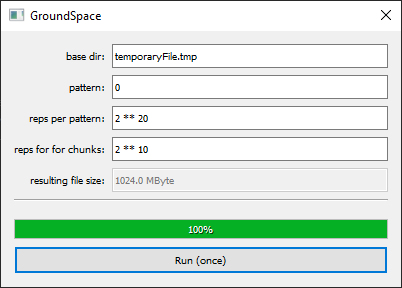 GroundSpace
base dir: temporaryFile.tmp
pattern: 0
reps per pattern: 2 ** 20
reps for for chunks: 2 ** 10
resulting file size: 1024.0 MByte
100%
Run (once)